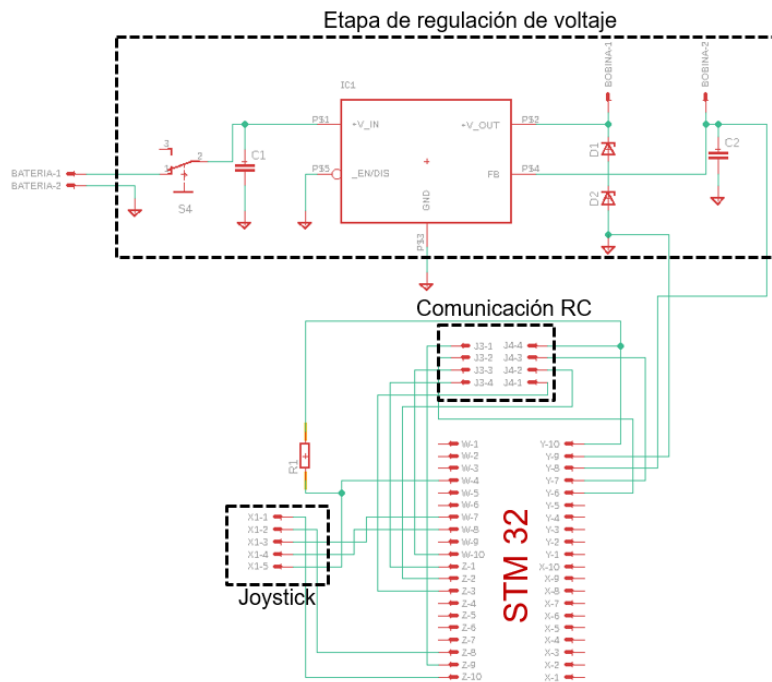 Etapa de regulación de voltaje
BOBINA-1
BOBINA-2
IC1
P$1
+V_IN
+V_OUT
P$2
3
2
1
C1
D1
C2
BATERIA-1
BATERIA-2
P$5
_EN/DIS
FB
P$4
S4
GND
D2
P$3
Comunicación RC
J3-1 J4-4
J3-2 J4-3
J3-3 J4-2
J3-4 J4-1
R1
W-1 Y-10
W-2 Y-9
W-3 Y-8
W-4 Y-7
W-5 Y-6
W-6 Y-5
W-7 Y-4
W-8 Y-3
W-9 Y-2
W-10 Y-1
Z-1 X-10
Z-2 X-9
Z-3 X-8
Z-4 X-7
Z-5 X-6
Z-6 X-5
Z-7 X-4
Z-8 X-3
Z-9 X-2
Z-10 X-1
STM 32
X1-1
X1-2
X1-3
X1-4
X1-5
Joystick